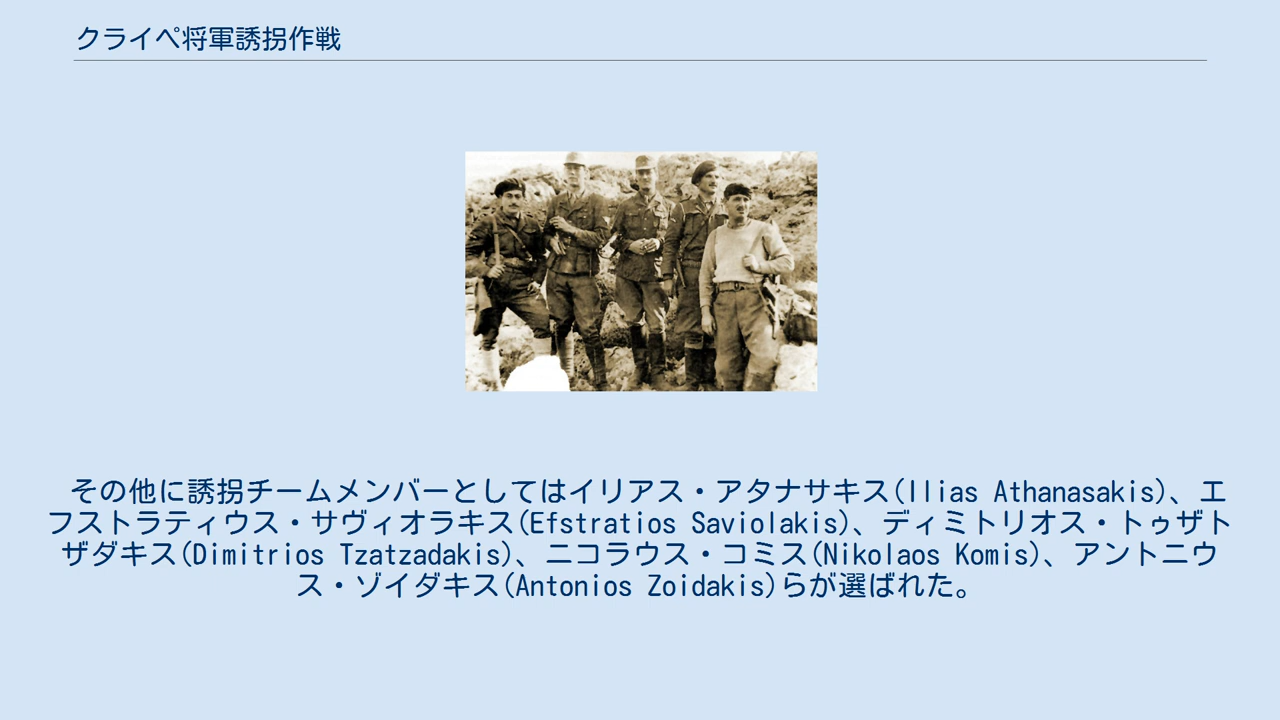 クライペ将軍誘拐作戦
その他に誘拐チームメンバーとしてはイリアス・アタナサキス(Ilias Athanasakis)、エ
フストラティウス・サヴィオラキス(Efstratios Saviolakis)、ディミトリオス・トゥザト
ザダキス(Dimitrios Tzatzadakis)、ニコラウス・コミス(Nikolaos Komis)、アントニウ
ス・ゾイダキス(Antonios Zoidakis)らが選ばれた。